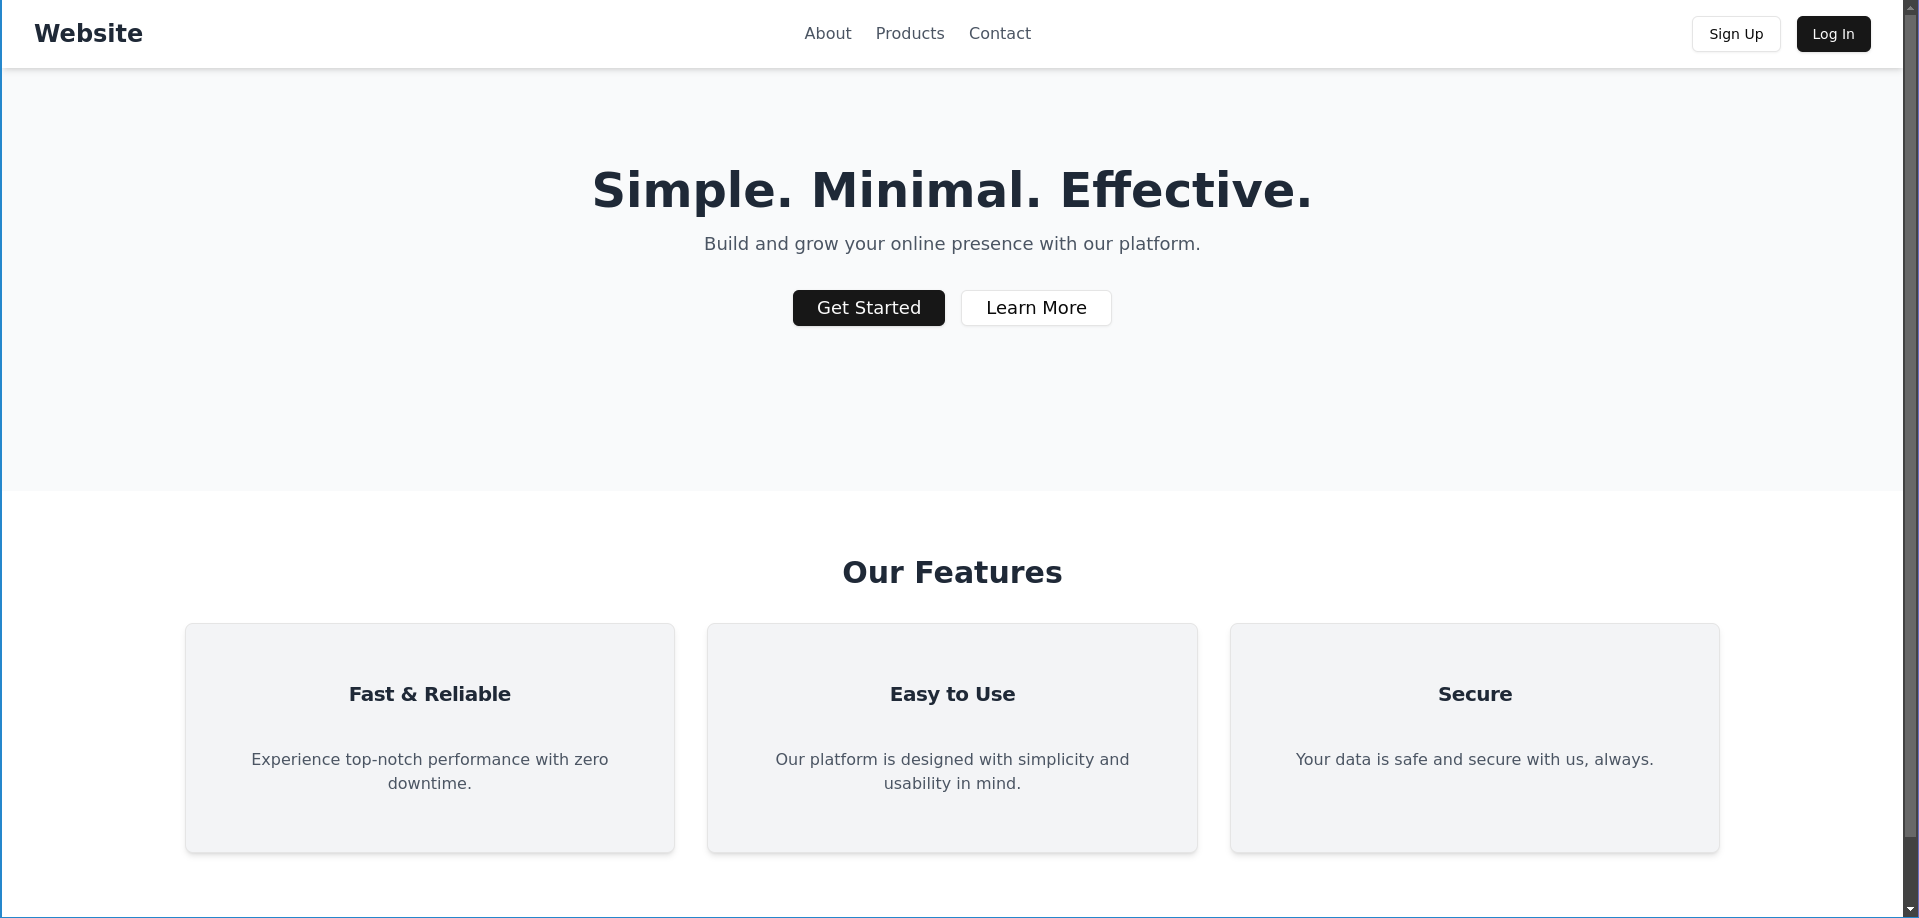 Website
About
Products
Contact
Sign Up
Log In
Simple. Minimal. Effective.
Build and grow your online presence with our platform.
Get Started
Learn More
Our Features
Fast & Reliable
Experience top-notch performance with zero
downtime.
Easy to Use
Our platform is designed with simplicity and
usability in mind.
Secure
Your data is safe and secure with us, always.